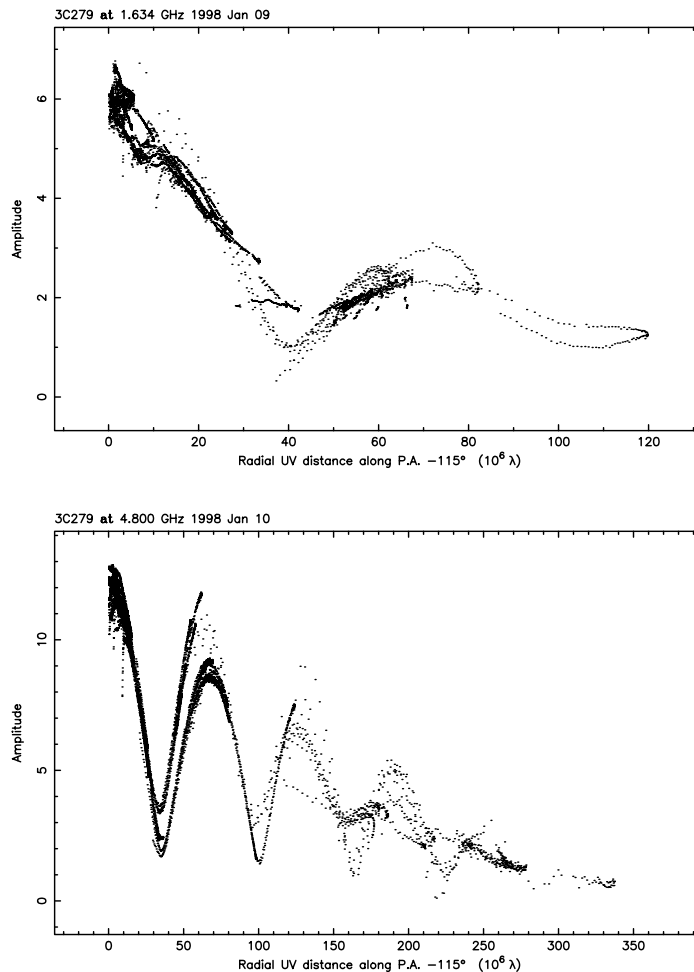 3C279 at 1.634 GHz 1998 Jan 09
6
4
2
0
Amplitude
0 20 40 60 80 100 120
Radial UV distance along P.A. −115° (10⁶ λ)
3C279 at 4.800 GHz 1998 Jan 10
10
5
0
Amplitude
0 50 100 150 200 250 300 350
Radial UV distance along P.A. −115° (10⁶ λ)